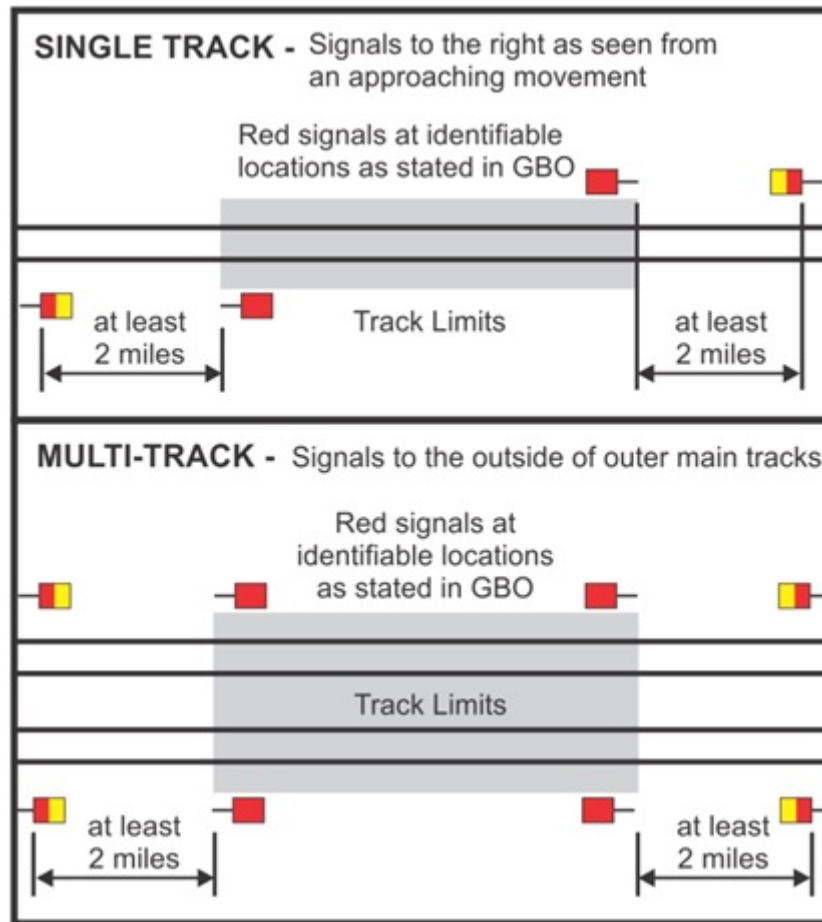 SINGLE TRACK - Signals to the right as seen from
an approaching movement
Red signals at identifiable
locations as stated in GBO
at least
2 miles
Track Limits
at least
2 miles
MULTI-TRACK - Signals to the outside of outer main tracks
Red signals at
identifiable locations
as stated in GBO
Track Limits
at least
2 miles
at least
2 miles